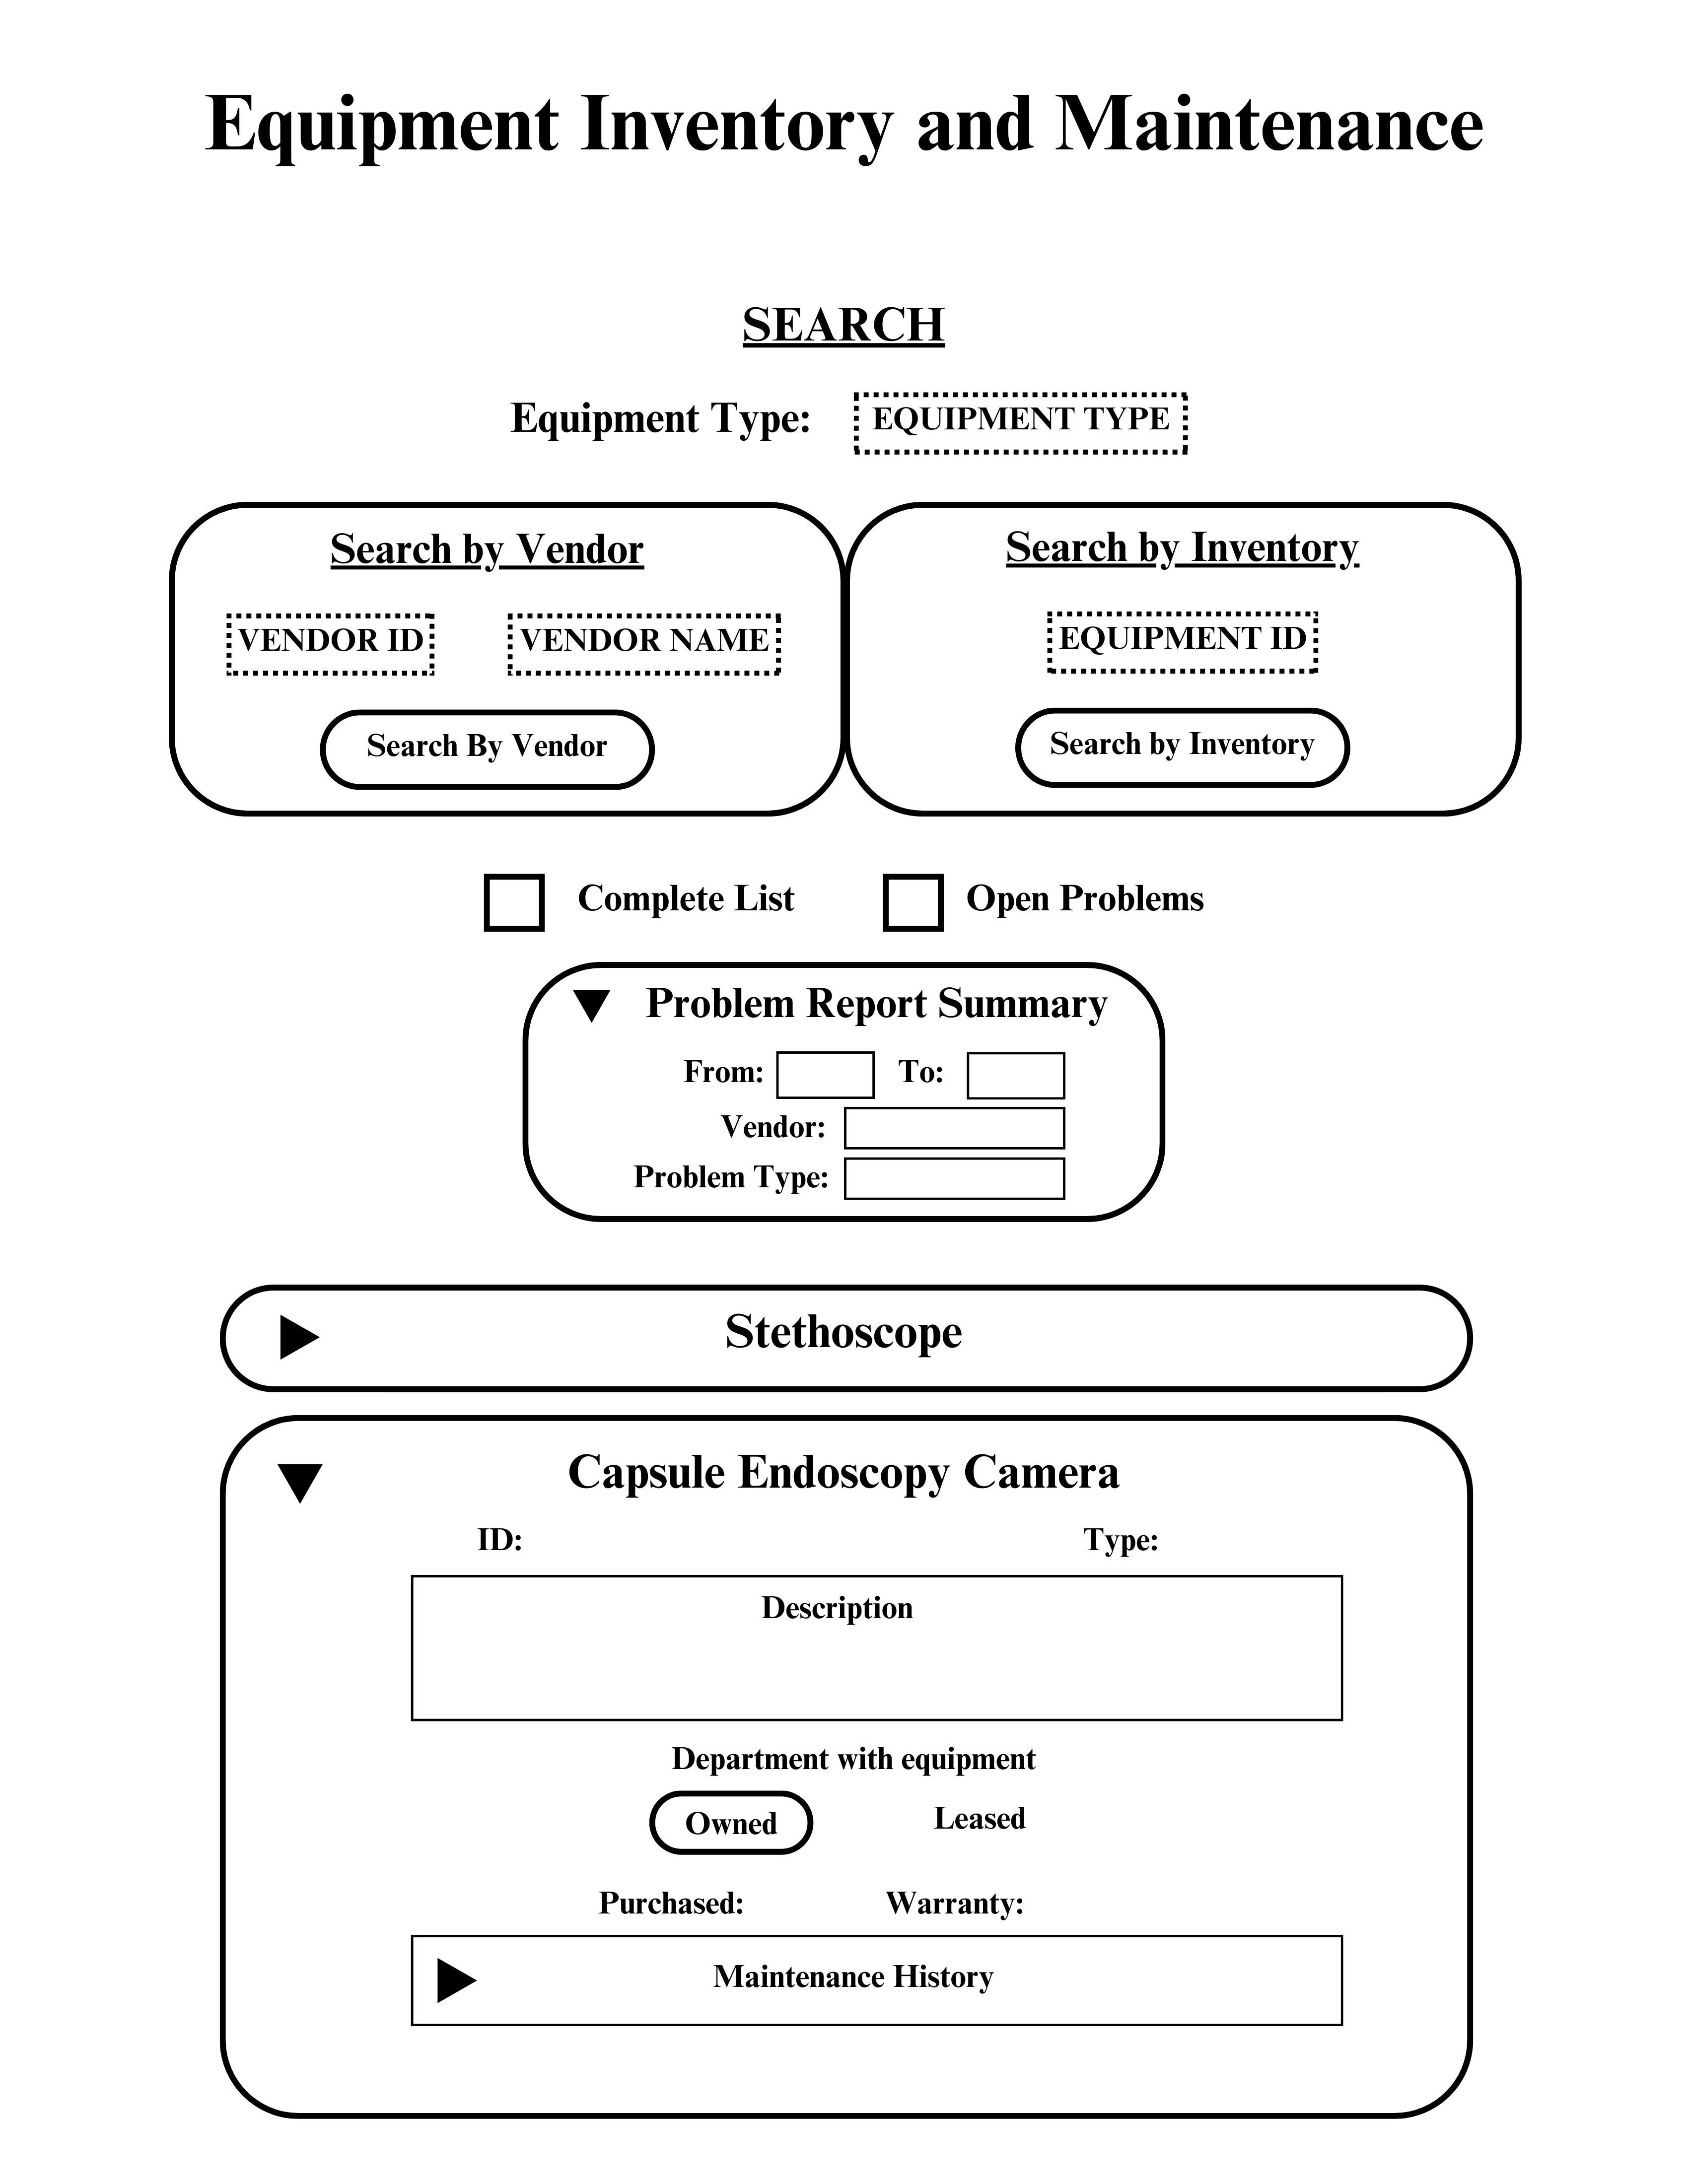 Equipment Inventory and Maintenance
SEARCH
Equipment Type: EQUIPMENT TYPE
Search by Vendor
VENDOR ID VENDOR NAME
Search By Vendor
Search by Inventory
EQUIPMENT ID
Search by Inventory
Complete List Open Problems
Problem Report Summary
From: To:
Vendor:
Problem Type:
Stethoscope
Capsule Endoscopy Camera
ID: Type:
Description
Department with equipment
Owned Leased
Purchased: Warranty:
Maintenance History